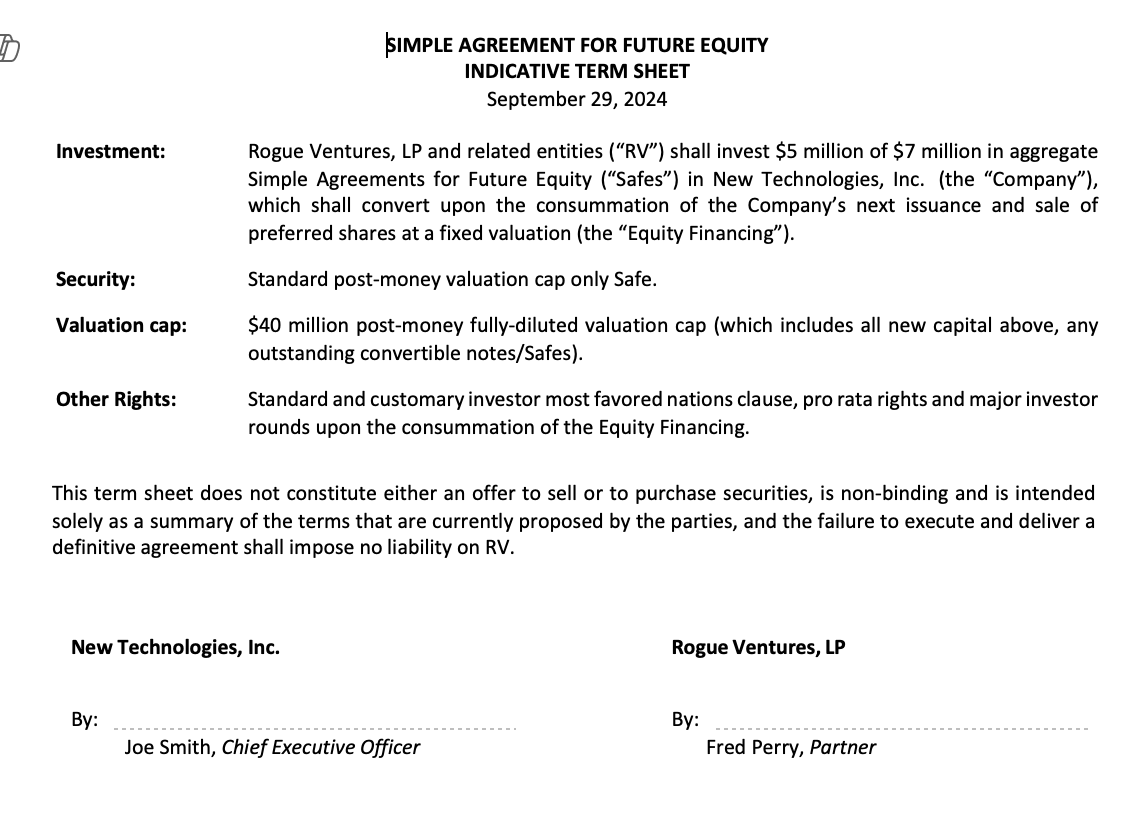 SIMPLE AGREEMENT FOR FUTURE EQUITY
INDICATIVE TERM SHEET
September 29, 2024
Investment: Rogue Ventures, LP and related entities (“RV”) shall invest $5 million of $7 million in aggregate
Simple Agreements for Future Equity (“Safes”) in New Technologies, Inc. (the “Company”),
which shall convert upon the consummation of the Company’s next issuance and sale of
preferred shares at a fixed valuation (the “Equity Financing”).
Security: Standard post-money valuation cap only Safe.
Valuation cap: $40 million post-money fully-diluted valuation cap (which includes all new capital above, any
outstanding convertible notes/Safes).
Other Rights: Standard and customary investor most favored nations clause, pro rata rights and major investor
rounds upon the consummation of the Equity Financing.
This term sheet does not constitute either an offer to sell or to purchase securities, is non-binding and is intended
solely as a summary of the terms that are currently proposed by the parties, and the failure to execute and deliver a
definitive agreement shall impose no liability on RV.
New Technologies, Inc. Rogue Ventures, LP
By: By:
Joe Smith, Chief Executive Officer Fred Perry, Partner